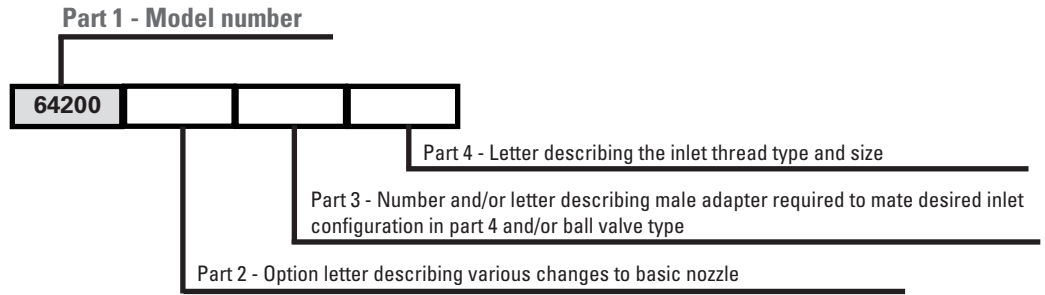 Part 1 - Model number
64200
Part 4 - Letter describing the inlet thread type and size
Part 3 - Number and/or letter describing male adapter required to mate desired inlet
configuration in part 4 and/or ball valve type
Part 2 - Option letter describing various changes to basic nozzle